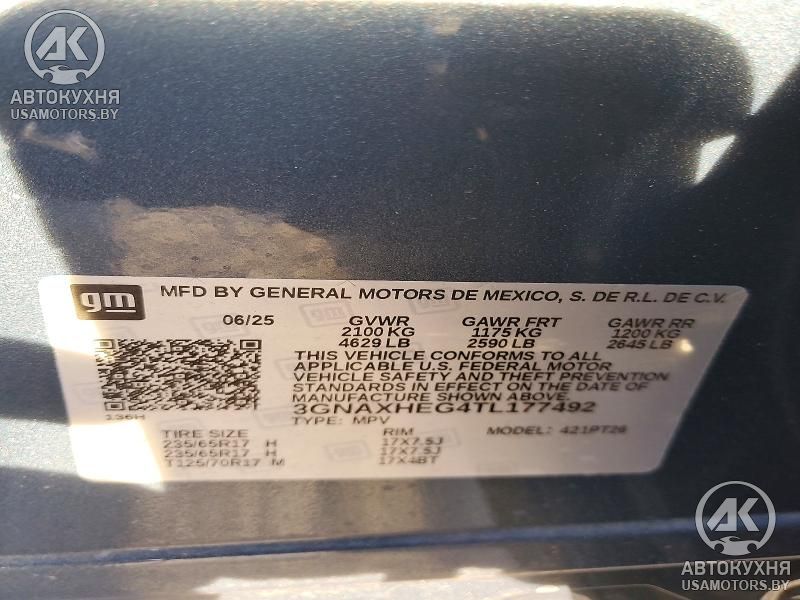 AK
АВТОКУХНЯ
USAMOTORS.BY
gm
MFD BY GENERAL MOTORS DE MEXICO, S. DE R.L. DE C.V.
06/25 GVWR GAWR FRT GAWR RR
2100 KG 1175 KG 1200 KG
4629 LB 2590 LB 2645 LB
THIS VEHICLE CONFORMS TO ALL
APPLICABLE U.S. FEDERAL MOTOR
VEHICLE SAFETY AND THEFT PREVENTION
STANDARDS IN EFFECT ON THE DATE OF
MANUFACTURE SHOWN ABOVE.
136H
3GNAXHEG4TL177492
TYPE: MPV MODEL: 421PT26
TIRE SIZE RIM
235/65R17 H 17X7.5J
235/65R17 H 17X7.5J
T125/70R17 M 17X4BT
AK
АВТОКУХНЯ
USAMOTORS.BY